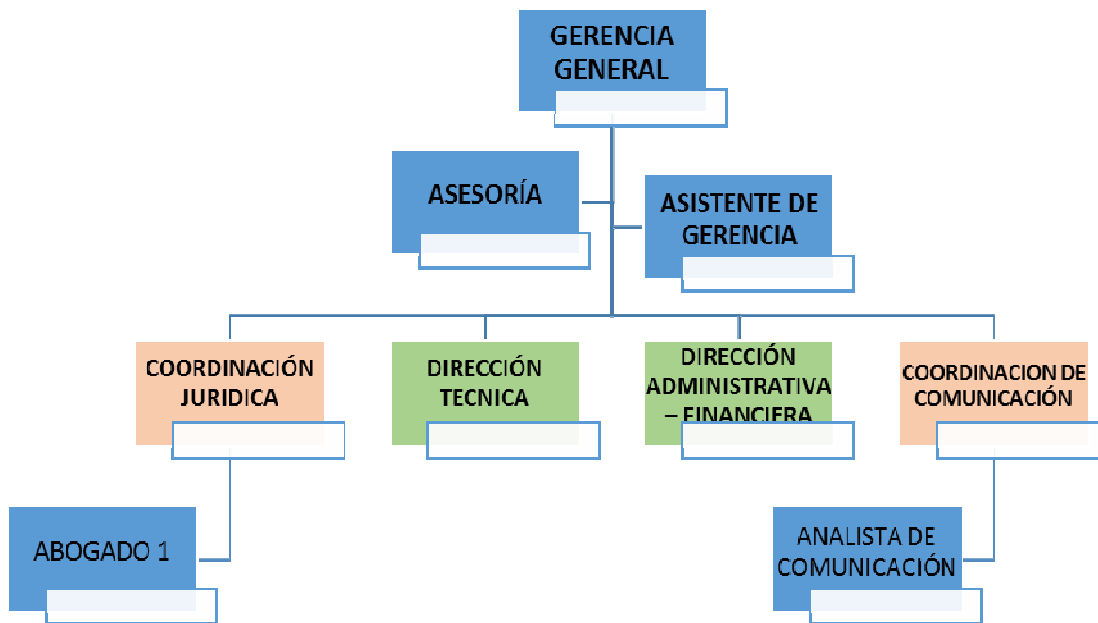 GERENCIA
GENERAL
ASESORÍA
ASISTENTE DE
GERENCIA
COORDINACIÓN
JURIDICA
DIRECCIÓN
TECNICA
DIRECCIÓN
ADMINISTRATIVA
– FINANCIERA
COORDINACION DE
COMUNICACIÓN
ABOGADO 1
ANALISTA DE
COMUNICACIÓN